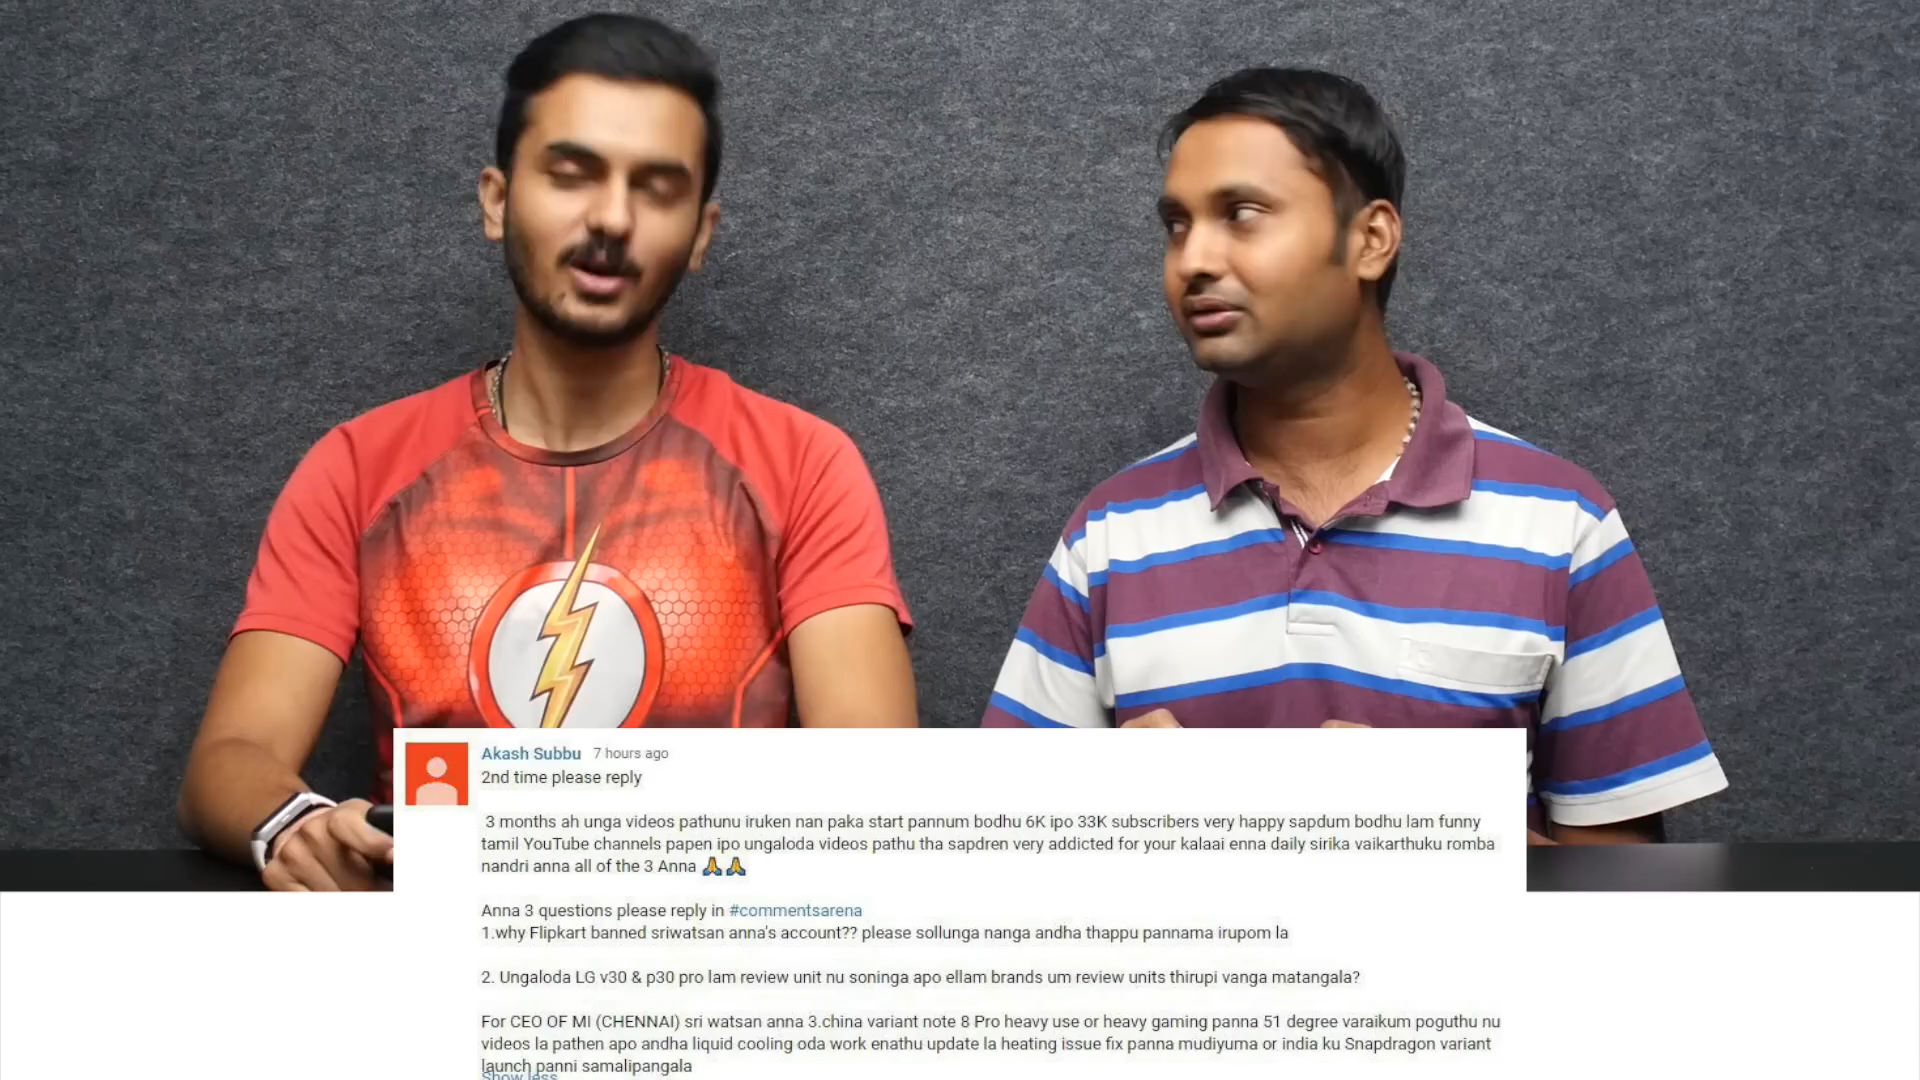 Akash Subbu 7 hours ago
2nd time please reply
3 months ah unga videos pathunu iruken nan paka start pannum bodhu 6K ipo 33K subscribers very happy sapdum bodhu lam funny
tamil YouTube channels papen ipo ungaloda videos pathu tha sapdren very addicted for your kalaai enna daily sirika vaikarthuku romba
nandri anna all of the 3 Anna 🙏🙏
Anna 3 questions please reply in #commentsarena
1.why Flipkart banned sriwatsan anna's account?? please sollunga nanga andha thappu pannama irupom la
2. Ungaloda LG v30 & p30 pro lam review unit nu soninga apo ellam brands um review units thirupi vanga matangala?
For CEO OF MI (CHENNAI) sri watsan anna 3.china variant note 8 Pro heavy use or heavy gaming panna 51 degree varaikum poguthu nu
videos la pathen apo andha liquid cooling oda work enathu update la heating issue fix panna mudiyuma or india ku Snapdragon variant
launch panni samalipangala
Show less